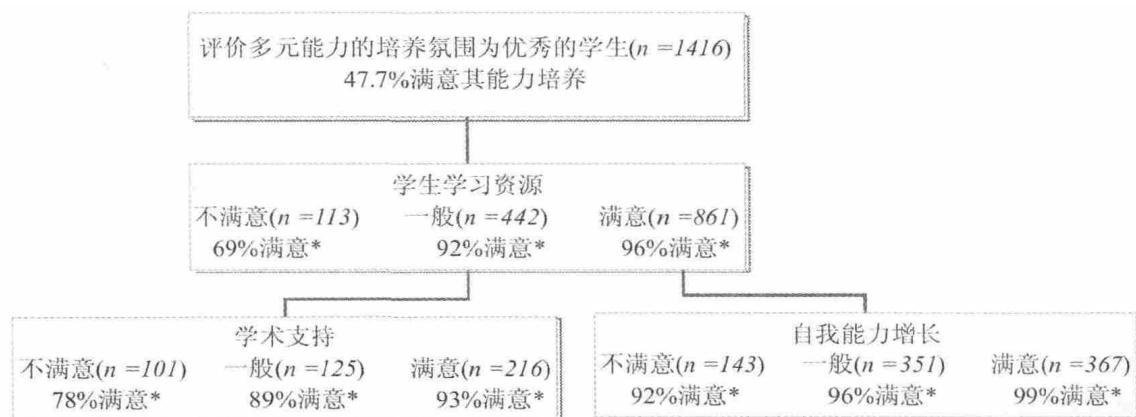 评价多元能力的培养氛围为优秀的学生(n =1416)
47.7%满意其能力培养
学生学习资源
不满意(n =113) 一般(n =442) 满意(n =861)
69%满意* 92%满意* 96%满意*
学术支持
不满意(n =101) 一般(n =125) 满意(n =216)
78%满意* 89%满意* 93%满意*
自我能力增长
不满意(n =143) 一般(n =351) 满意(n =367)
92%满意* 96%满意* 99%满意*